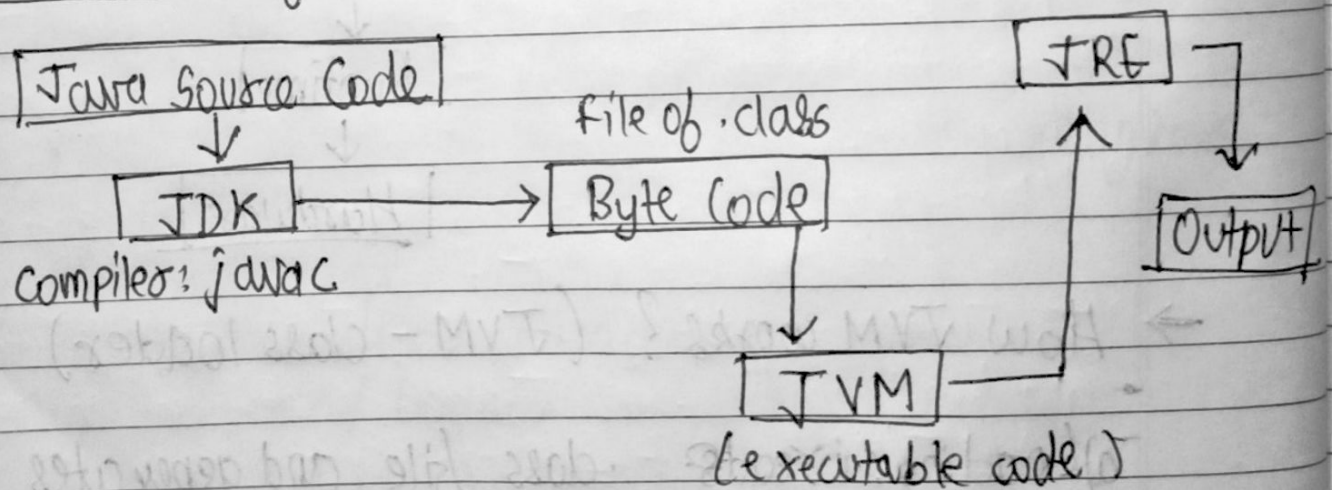 Java Source Code
JRE
file of .class
JDK
Byte Code
Output
Compiler: javac
JVM
(executable code)